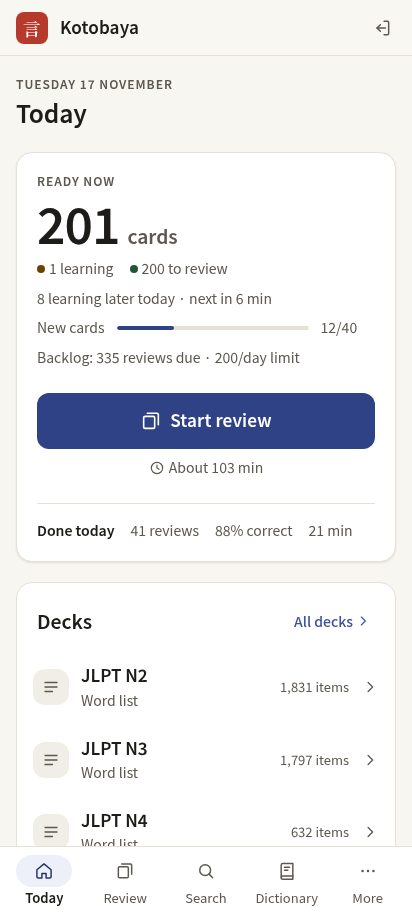 言 Kotobaya
TUESDAY 17 NOVEMBER
Today
READY NOW
201 cards
1 learning 200 to review
8 learning later today · next in 6 min
New cards 12/40
Backlog: 335 reviews due · 200/day limit
Start review
About 103 min
Done today 41 reviews 88% correct 21 min
Decks All decks
JLPT N2
Word list
1,831 items
JLPT N3
Word list
1,797 items
JLPT N4
Word list
632 items
Today Review Search Dictionary More